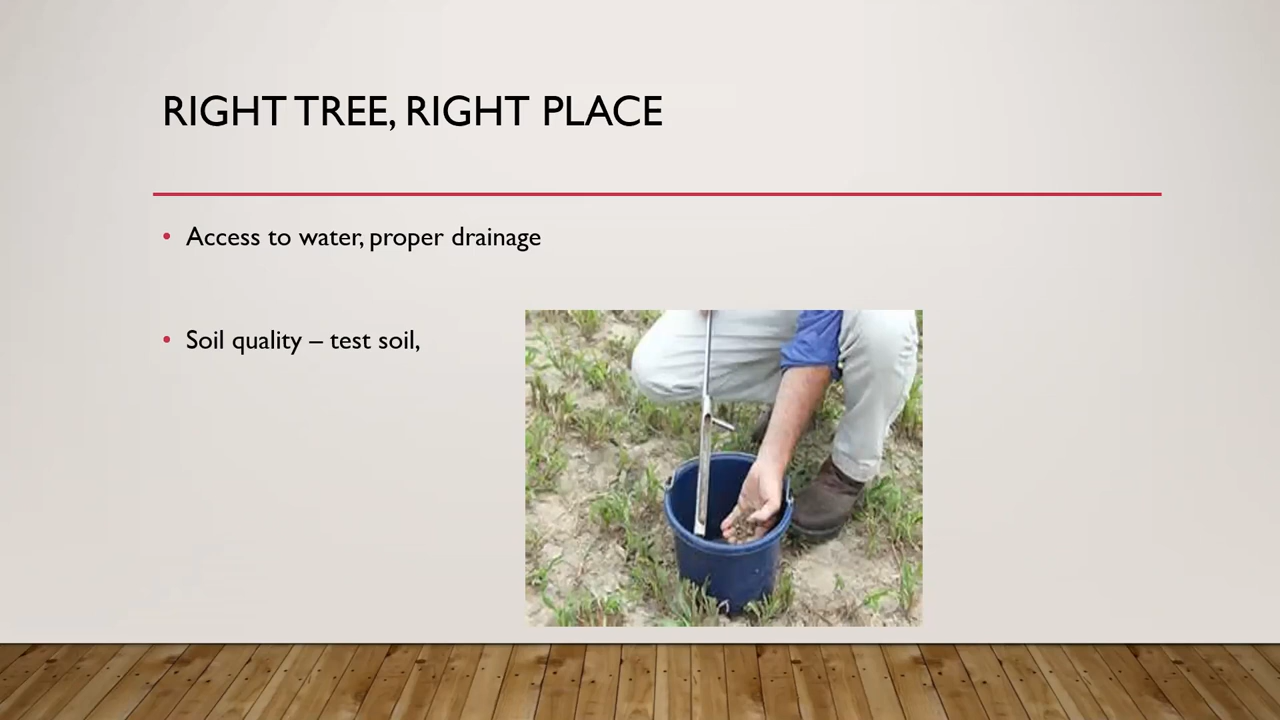 RIGHT TREE, RIGHT PLACE
• Access to water, proper drainage
• Soil quality – test soil,